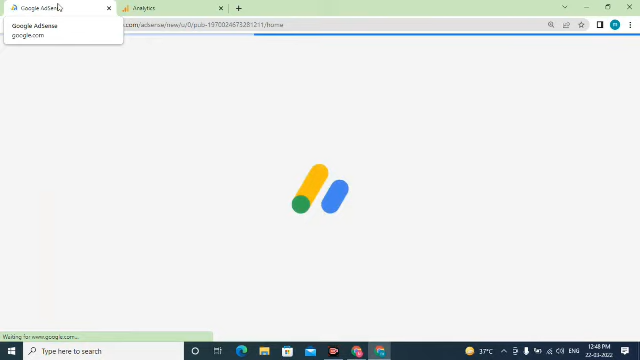 Google AdSense
Analytics
.com/adsense/new/u/0/pub-1970024671973291/home
Google AdSense
google.com
m
Waiting for www.google.com...
Type here to search
37°C
ENG
12:48 PM
22-03-2022